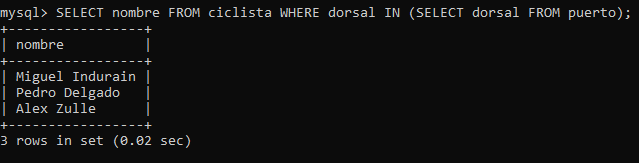 mysql> SELECT nombre FROM ciclista WHERE dorsal IN (SELECT dorsal FROM puerto);
+-----------------+
| nombre          |
+-----------------+
| Miguel Indurain |
| Pedro Delgado   |
| Alex Zulle      |
+-----------------+
3 rows in set (0.02 sec)